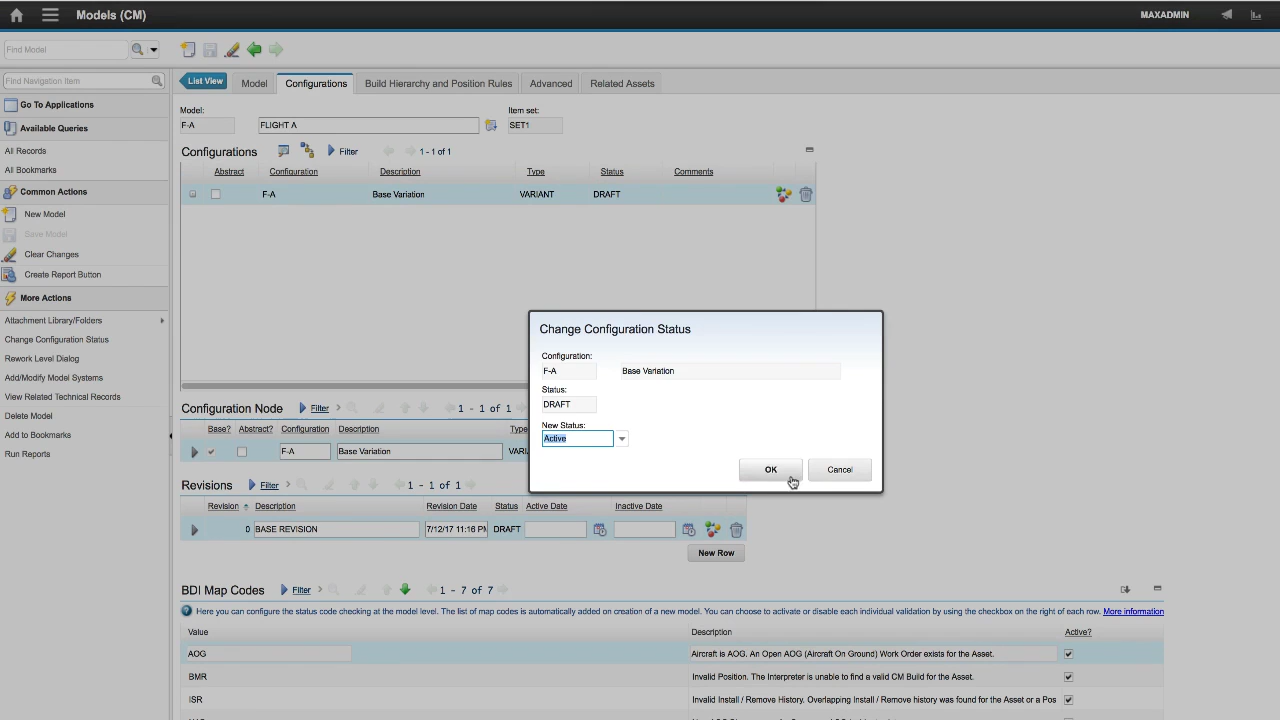 Models (CM)
MAXADMIN
Find Model
Find Navigation Item
List View
Model
Configurations
Build Hierarchy and Position Rules
Advanced
Related Assets
Go To Applications
Available Queries
All Records
All Bookmarks
Common Actions
New Model
Save Model
Clear Changes
Create Report Button
More Actions
Attachment Library/Folders
Change Configuration Status
Rework Level Dialog
Add/Modify Model Systems
View Related Technical Records
Delete Model
Add to Bookmarks
Run Reports
Model:
Item set:
F-A
FLIGHT A
SET1
Configurations
Filter
1 - 1 of 1
Abstract
Configuration
Description
Type
Status
Comments
F-A
Base Variation
VARIANT
DRAFT
Change Configuration Status
Configuration:
F-A
Base Variation
Status:
DRAFT
New Status:
Active
OK
Cancel
Configuration Node
Filter
1 - 1 of 1
Base?
Abstract?
Configuration
Description
Type
F-A
Base Variation
VARI
Revisions
Filter
1 - 1 of 1
Revision
Description
Revision Date
Status
Active Date
Inactive Date
0
BASE REVISION
7/12/17 11:16 PM
DRAFT
New Row
BDI Map Codes
Filter
1 - 7 of 7
Here you can configure the status code checking at the model level. The list of map codes is automatically added on creation of a new model. You can choose to activate or disable each individual validation by using the checkbox on the right of each row. More information
Value
Description
Active?
AOG
Aircraft is AOG. An Open AOG (Aircraft On Ground) Work Order exists for the Asset.
BMR
Invalid Position. The Interpreter is unable to find a valid CM Build for the Asset.
ISR
Invalid Install / Remove History. Overlapping Install / Remove history was found for the Asset or a Pos